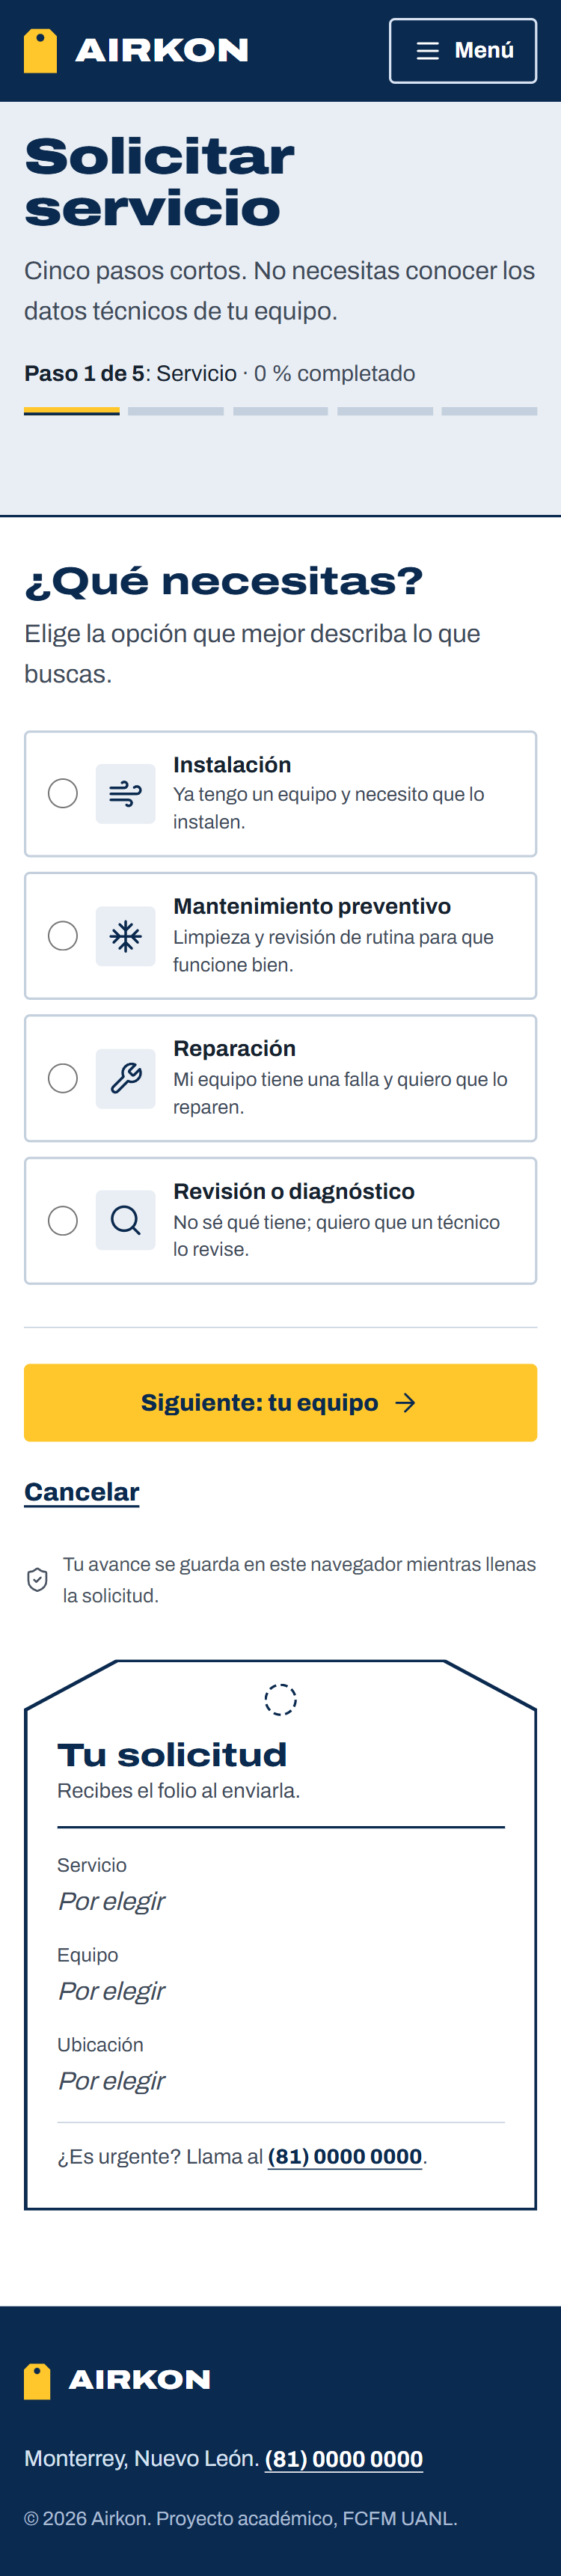 AIRKON
Menú
Solicitar
servicio
Cinco pasos cortos. No necesitas conocer los
datos técnicos de tu equipo.
Paso 1 de 5: Servicio · 0 % completado
¿Qué necesitas?
Elige la opción que mejor describa lo que
buscas.
Instalación
Ya tengo un equipo y necesito que lo
instalen.
Mantenimiento preventivo
Limpieza y revisión de rutina para que
funcione bien.
Reparación
Mi equipo tiene una falla y quiero que lo
reparen.
Revisión o diagnóstico
No sé qué tiene; quiero que un técnico
lo revise.
Siguiente: tu equipo
Cancelar
Tu avance se guarda en este navegador mientras llenas
la solicitud.
Tu solicitud
Recibes el folio al enviarla.
Servicio
Por elegir
Equipo
Por elegir
Ubicación
Por elegir
¿Es urgente? Llama al (81) 0000 0000.
AIRKON
Monterrey, Nuevo León. (81) 0000 0000
© 2026 Airkon. Proyecto académico, FCFM UANL.